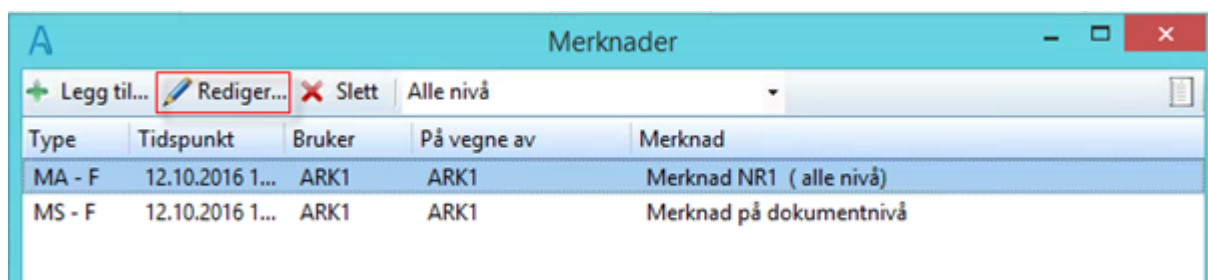 Merknader
Legg til... Rediger... Slett Alle nivå
Type Tidspunkt Bruker På vegne av Merknad
MA - F 12.10.2016 1... ARK1 ARK1 Merknad NR1 ( alle nivå)
MS - F 12.10.2016 1... ARK1 ARK1 Merknad på dokumentnivå